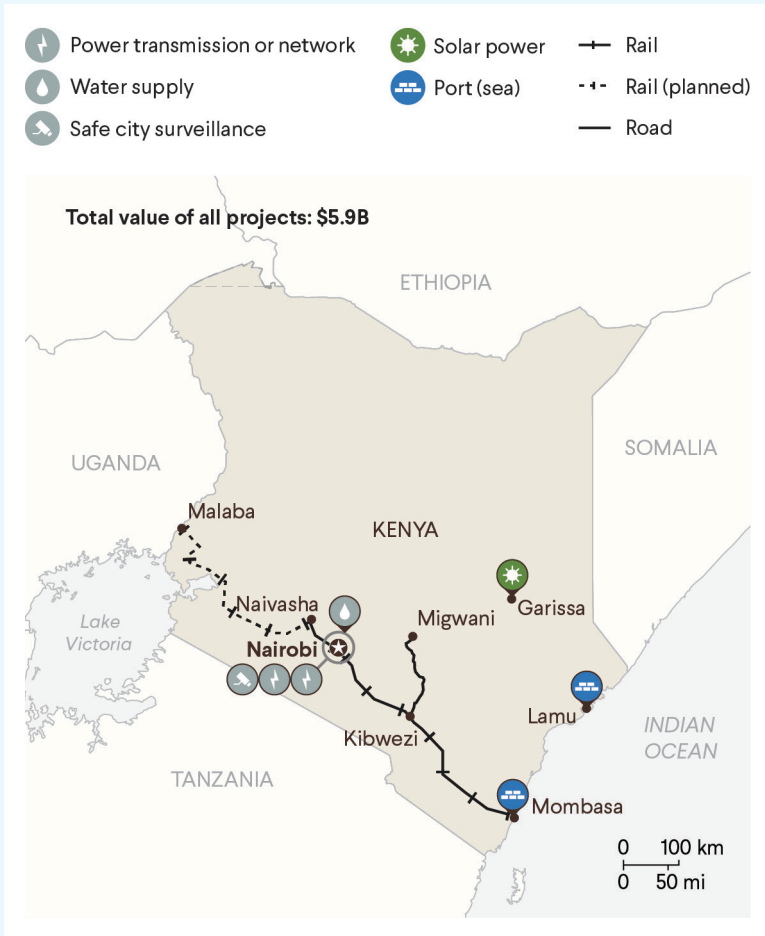 Power transmission or network
Water supply
Safe city surveillance
Solar power
Port (sea)
Rail
Rail (planned)
Road
Total value of all projects: $5.9B
ETHIOPIA
UGANDA
SOMALIA
Malaba
KENYA
Lake
Victoria
Naivasha
Migwani
Garissa
Nairobi
Kibwezi
Lamu
INDIAN
OCEAN
TANZANIA
Mombasa
0 100 km
0 50 mi